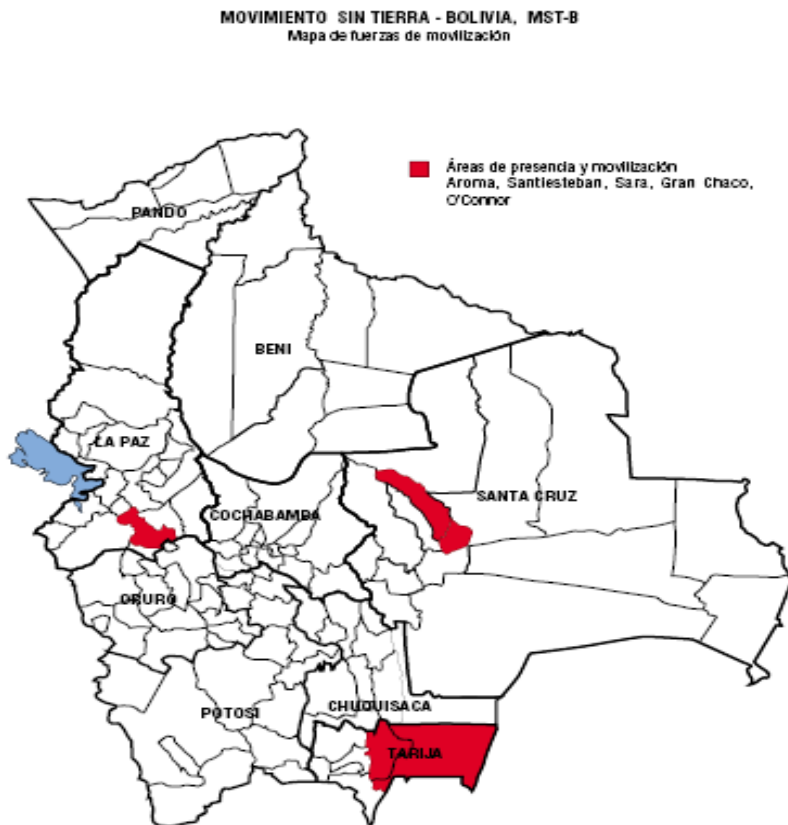 MOVIMIENTO SIN TIERRA - BOLIVIA, MST-B
Mapa de fuerzas de movilización
Áreas de presencia y movilización
Aroma, Santiesteban, Sara, Gran Chaco,
O'Connor
PANDO
BENI
LA PAZ
SANTA CRUZ
COCHABAMBA
ORURO
CHUQUISACA
POTOSI
TARIJA